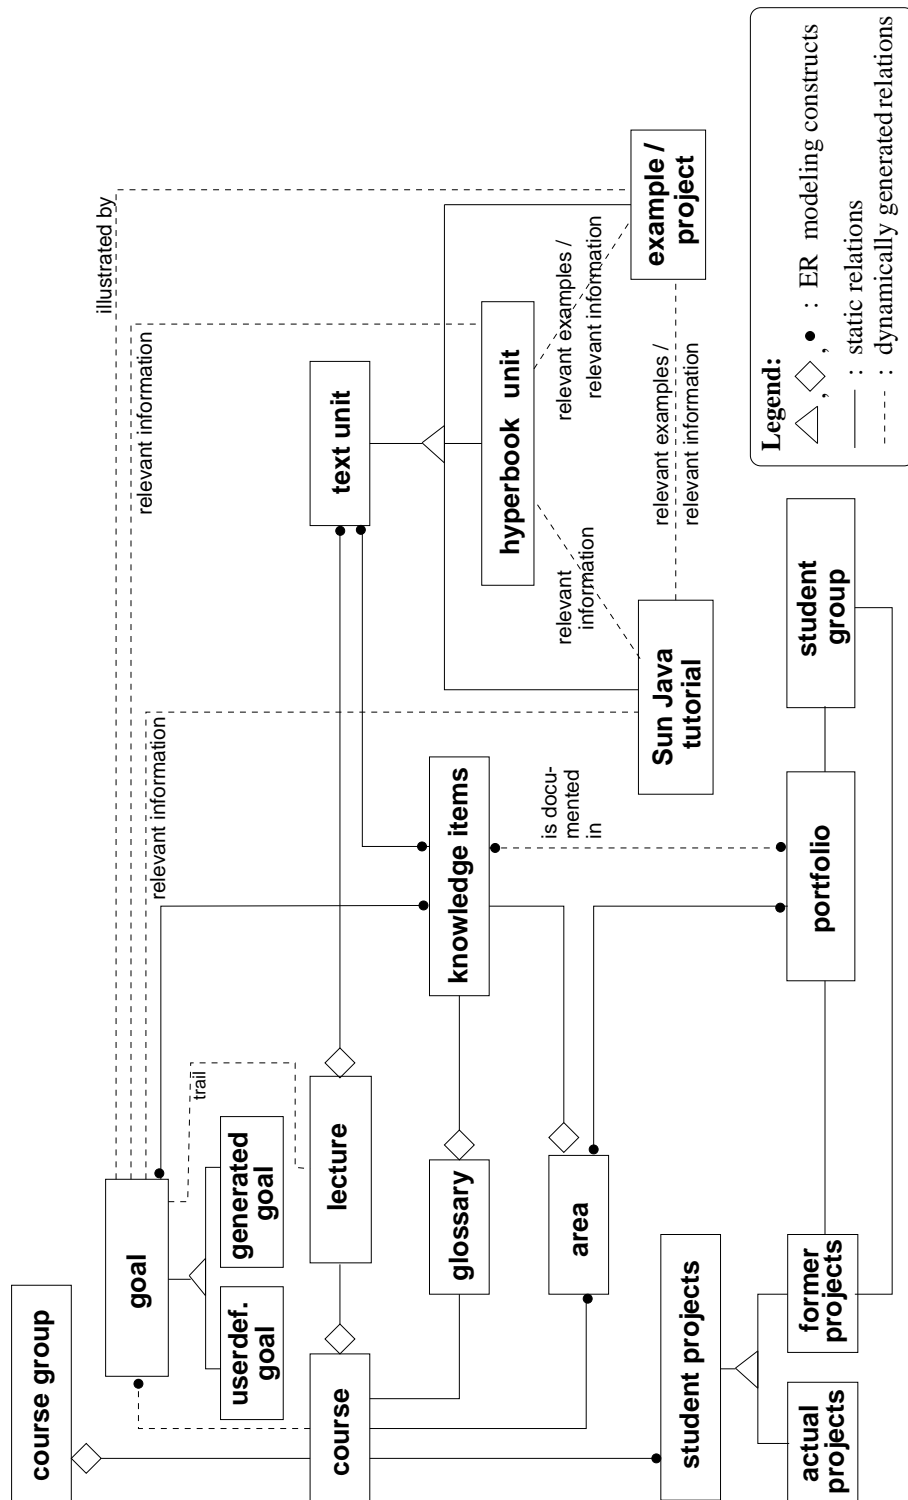 course group
goal
userdef.
goal
generated
goal
trail
illustrated by
relevant information
relevant information
course
lecture
text unit
glossary
knowledge items
hyperbook unit
relevant
information
relevant examples /
relevant information
example /
project
area
is docu-
mented
in
Sun Java
tutorial
relevant examples /
relevant information
student projects
actual
projects
former
projects
portfolio
student
group
Legend:
, , : ER modeling constructs
: static relations
: dynamically generated relations